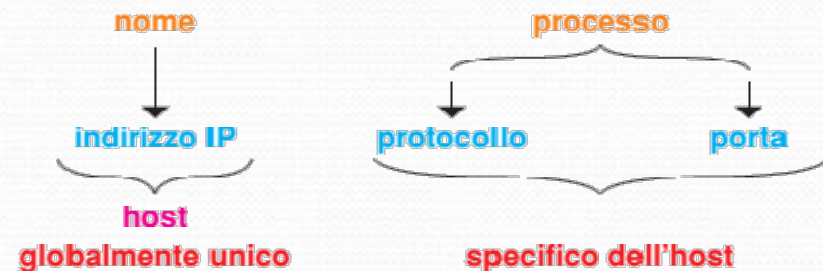 nome
processo
indirizzo IP
protocollo
porta
host
globalmente unico
specifico dell'host